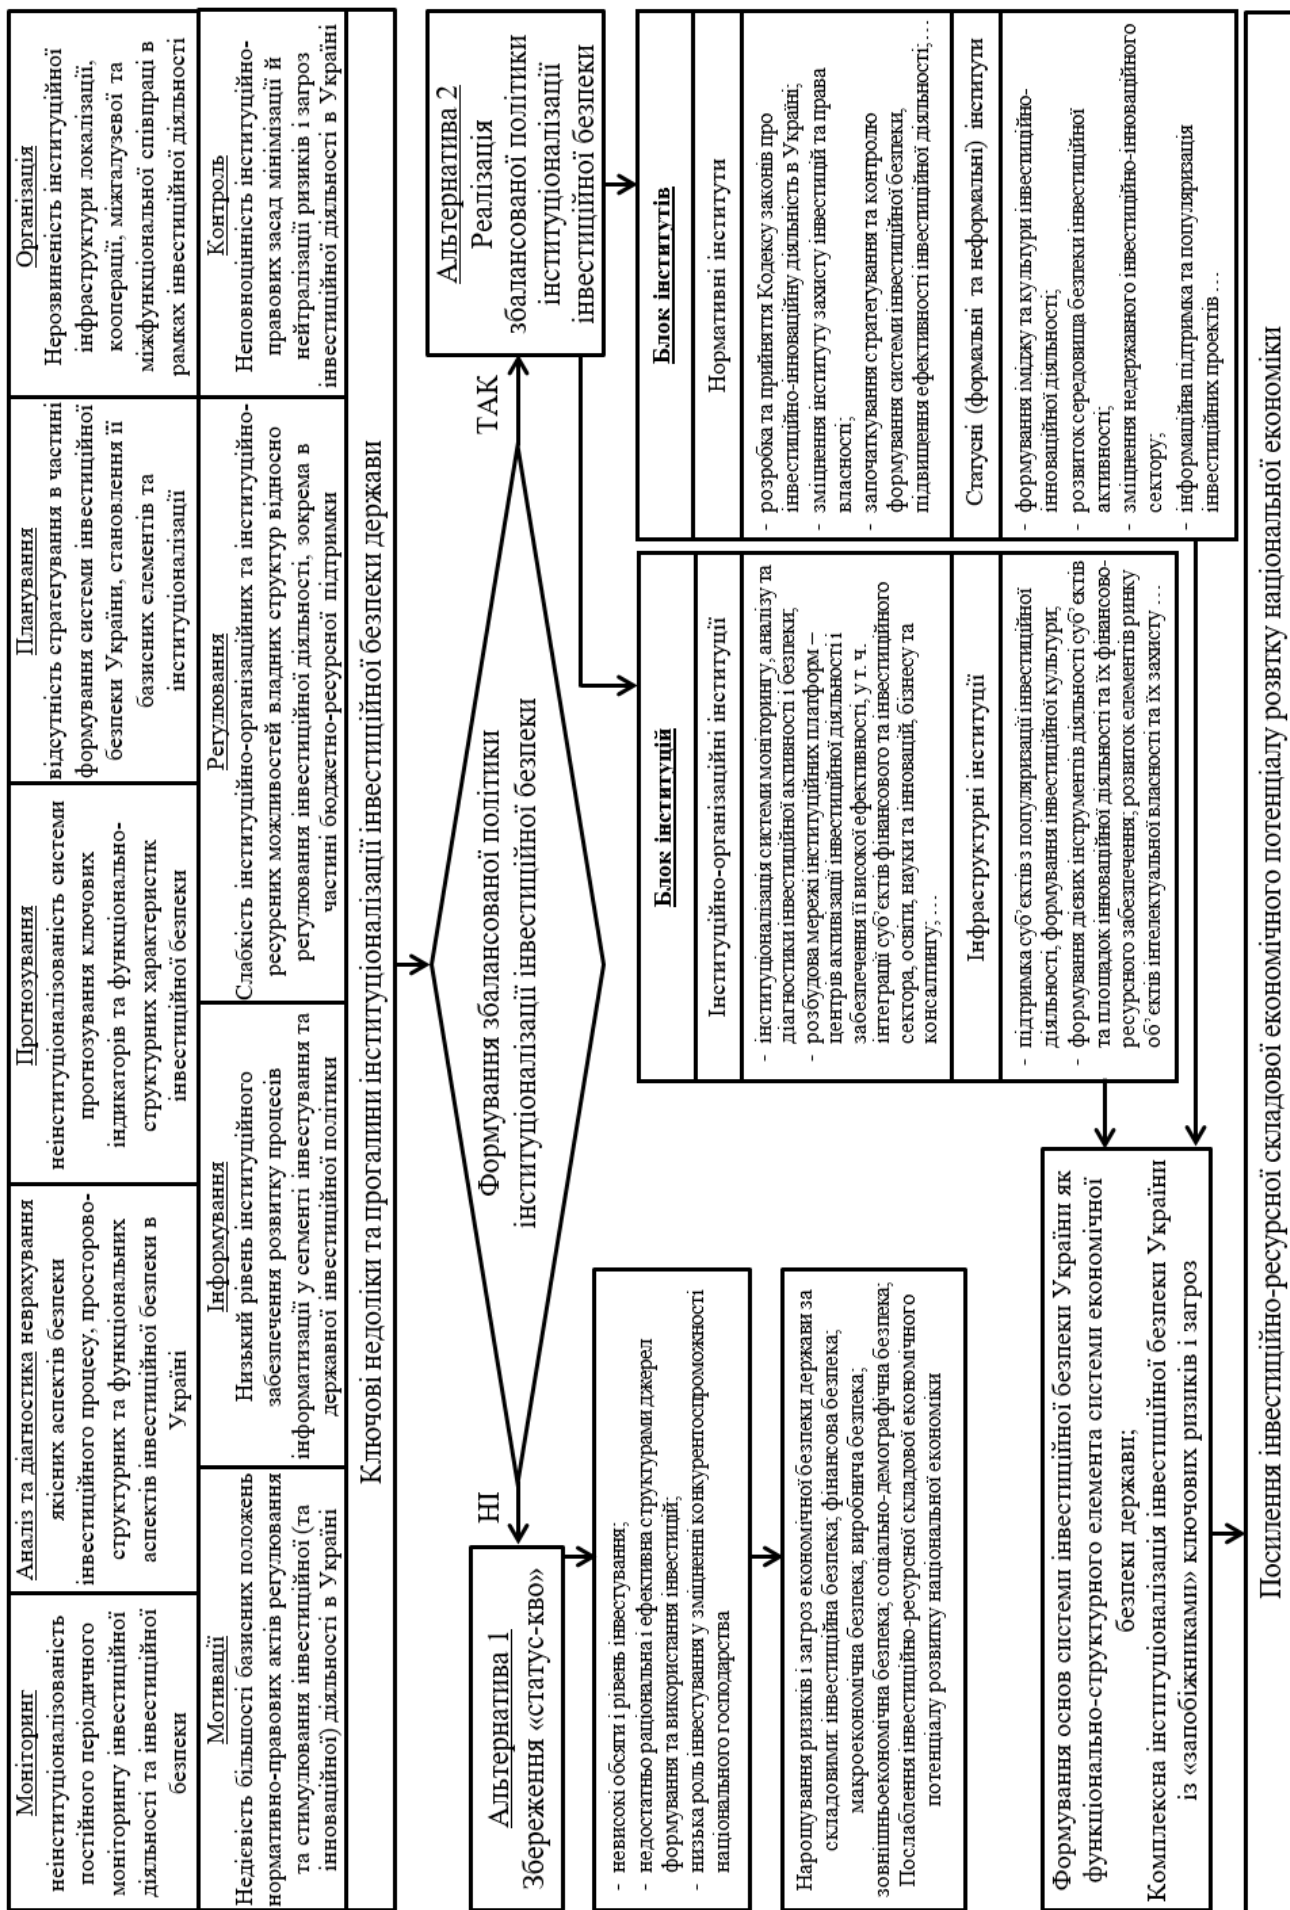 Моніторинг
неінституціоналізованість
постійного періодичного
моніторингу інвестиційної
діяльності та інвестиційної
безпеки
Аналіз та діагностика неврахування
якісних аспектів безпеки
інвестиційного процесу, просторово-
структурних та функціональних
аспектів інвестиційної безпеки в
Україні
Прогнозування
неінституціоналізованість системи
прогнозування ключових
індикаторів та функціонально-
структурних характеристик
інвестиційної безпеки
Планування
відсутність стратегування в частині
формування системи інвестиційної
безпеки України, становлення її
базисних елементів та
інституціоналізації
Організація
Нерозвиненість інституційної
інфраструктури локалізації,
кооперації, міжгалузевої та
міжфункціональної співпраці в
рамках інвестиційної діяльності
Мотивації
Недієвість більшості базисних положень
нормативно-правових актів регулювання
та стимулювання інвестиційної (та
інноваційної) діяльності в Україні
Інформування
Низький рівень інституційного
забезпечення розвитку процесів
інформатизації у сегменті інвестування та
державної інвестиційної політики
Регулювання
Слабкість інституційно-організаційних та інституційно-
ресурсних можливостей владних структур відносно
регулювання інвестиційної діяльності, зокрема в
частині бюджетно-ресурсної підтримки
Контроль
Неповноцінність інституційно-
правових засад мінімізації й
нейтралізації ризиків і загроз
інвестиційної діяльності в Україні
Ключові недоліки та прогалини інституціоналізації інвестиційної безпеки держави
Формування збалансованої політики
інституціоналізації інвестиційної безпеки
НІ
ТАК
Альтернатива 1
Збереження «статус-кво»
Альтернатива 2
Реалізація
збалансованої політики
інституціоналізації
інвестиційної безпеки
- невисокі обсяги і рівень інвестування;
- недостатньо раціональна і ефективна структурами джерел
формування та використання інвестицій;
- низька роль інвестування у зміцненні конкурентоспроможності
національного господарства
Нарощування ризиків і загроз економічної безпеки держави за
складовими: інвестиційна безпека; фінансова безпека;
макроекономічна безпека; виробнича безпека;
зовнішньоекономічна безпека; соціально-демографічна безпека;
Послаблення інвестиційно-ресурсної складової економічного
потенціалу розвитку національної економіки
Блок інституцій
Інституційно-організаційні інституції
- інституціоналізація системи моніторингу, аналізу та
діагностики інвестиційної активності і безпеки;
- розбудова мережі інституційних платформ –
центрів активізації інвестиційної діяльності і
забезпечення її високої ефективності, у т. ч.
інтеграції суб’єктів фінансового та інвестиційного
сектора, освіти, науки та інновацій, бізнесу та
консалтингу; …
Інфраструктурні інституції
- підтримка суб’єктів з популяризації інвестиційної
діяльності, формування інвестиційної культури;
- формування дієвих інструментів діяльності суб’єктів
та площадок інноваційної діяльності та їх фінансово-
ресурсного забезпечення; розвиток елементів ринку
об’єктів інтелектуальної власності та їх захисту …
Блок інститутів
Нормативні інститути
- розробка та прийняття Кодексу законів про
інвестиційно-інноваційну діяльність в Україні;
- зміцнення інституту захисту інвестицій та права
власності;
- започаткування стратегування та контролю
формування системи інвестиційної безпеки,
підвищення ефективності інвестиційної діяльності;…
Статусні (формальні та неформальні) інститути
- формування іміджу та культури інвестиційно-
інноваційної діяльності;
- розвиток середовища безпеки інвестиційної
активності;
- зміцнення недержавного інвестиційно-інноваційного
сектору;
- інформаційна підтримка та популяризація
інвестиційних проектів …
Формування основ системи інвестиційної безпеки України як
функціонально-структурного елемента системи економічної
безпеки держави;
Комплексна інституціоналізація інвестиційної безпеки України
із «запобіжниками» ключових ризиків і загроз
Посилення інвестиційно-ресурсної складової економічного потенціалу розвтку національної економіки